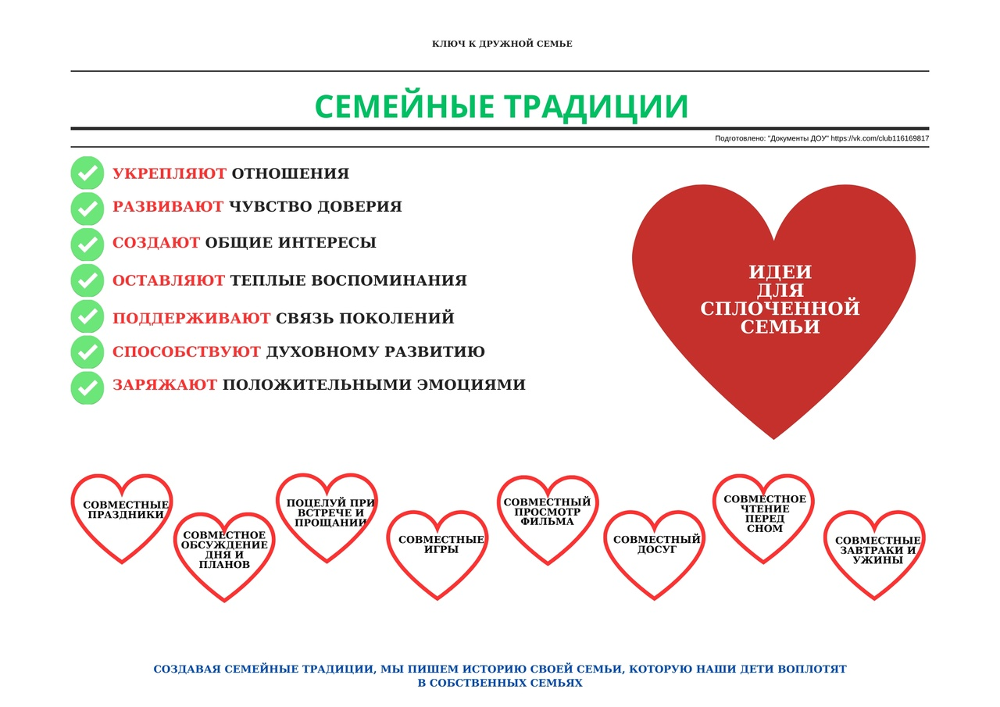 КЛЮЧ К ДРУЖНОЙ СЕМЬЕ
СЕМЕЙНЫЕ ТРАДИЦИИ
Подготовлено: "Документы ДОУ" https://vk.com/club116169817
УКРЕПЛЯЮТ ОТНОШЕНИЯ
РАЗВИВАЮТ ЧУВСТВО ДОВЕРИЯ
СОЗДАЮТ ОБЩИЕ ИНТЕРЕСЫ
ОСТАВЛЯЮТ ТЕПЛЫЕ ВОСПОМИНАНИЯ
ПОДДЕРЖИВАЮТ СВЯЗЬ ПОКОЛЕНИЙ
СПОСОБСТВУЮТ ДУХОВНОМУ РАЗВИТИЮ
ЗАРЯЖАЮТ ПОЛОЖИТЕЛЬНЫМИ ЭМОЦИЯМИ
ИДЕИ
ДЛЯ
СПЛОЧЕННОЙ
СЕМЬИ
СОВМЕСТНЫЕ
ПРАЗДНИКИ
СОВМЕСТНОЕ
ОБСУЖДЕНИЕ
ДНЯ И
ПЛАНОВ
ПОЦЕЛУЙ ПРИ
ВСТРЕЧЕ И
ПРОЩАНИИ
СОВМЕСТНЫЕ
ИГРЫ
СОВМЕСТНЫЙ
ПРОСМОТР
ФИЛЬМА
СОВМЕСТНЫЙ
ДОСУГ
СОВМЕСТНОЕ
ЧТЕНИЕ
ПЕРЕД
СНОМ
СОВМЕСТНЫЕ
ЗАВТРАКИ И
УЖИНЫ
СОЗДАВАЯ СЕМЕЙНЫЕ ТРАДИЦИИ, МЫ ПИШЕМ ИСТОРИЮ СВОЕЙ СЕМЬИ, КОТОРУЮ НАШИ ДЕТИ ВОПЛОТЯТ
В СОБСТВЕННЫХ СЕМЬЯХ